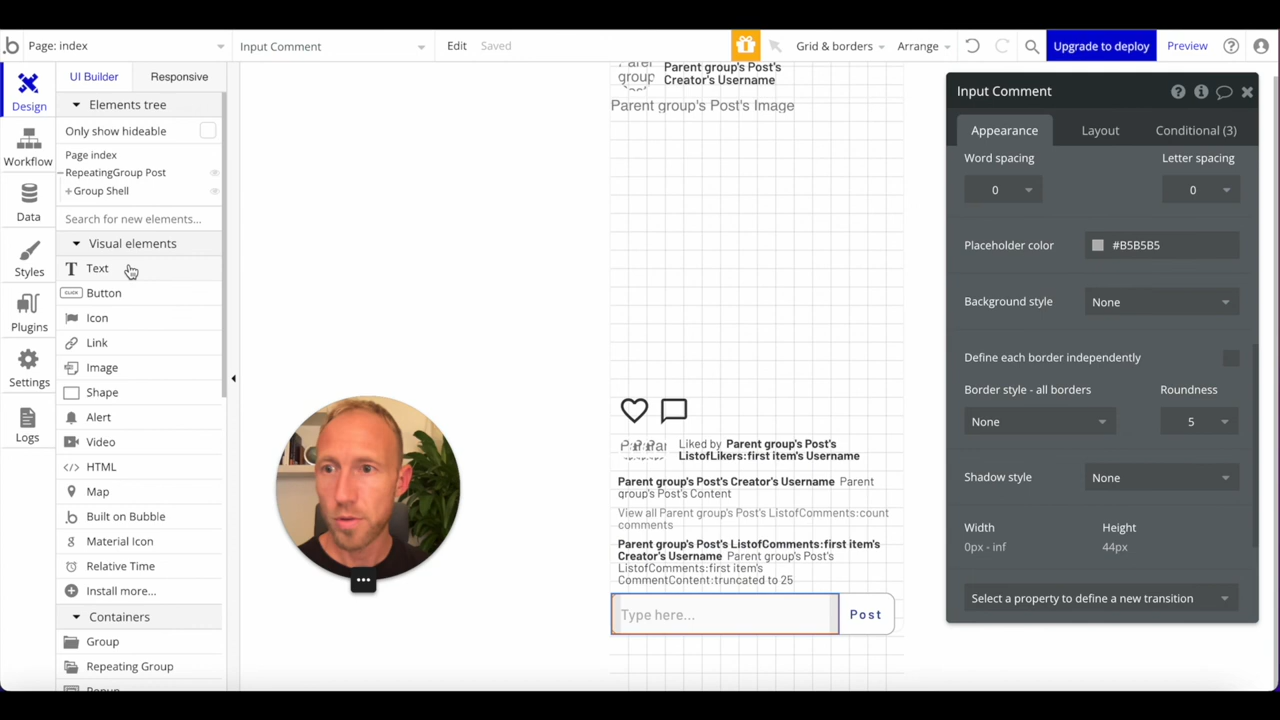 b Page: index
Input Comment
Edit
Saved
Grid & borders
Arrange
Upgrade to deploy
Preview
Design
Workflow
Data
Styles
Plugins
Settings
Logs
UI Builder
Responsive
Elements tree
Only show hideable
Page index
RepeatingGroup Post
Group Shell
Search for new elements...
Visual elements
Text
CLICK Button
Icon
Link
Image
Shape
Alert
Video
</> HTML
Map
b Built on Bubble
Material Icon
Relative Time
Install more...
Containers
Group
Repeating Group
Popup
group
Parent group's Post's
Creator's Username
Parent group's Post's Image
Liked by Parent group's Post's
ListofLikers:first item's Username
Parent group's Post's Creator's Username Parent
group's Post's Content
View all Parent group's Post's ListofComments:count
comments
Parent group's Post's ListofComments:first item's
Creator's Username Parent group's Post's
ListofComments:first item's
CommentContent:truncated to 25
Type here...
Post
Input Comment
Appearance
Layout
Conditional (3)
Word spacing
Letter spacing
0
0
Placeholder color
#B5B5B5
Background style
None
Define each border independently
Border style - all borders
Roundness
None
5
Shadow style
None
Width
Height
0px - inf
44px
Select a property to define a new transition